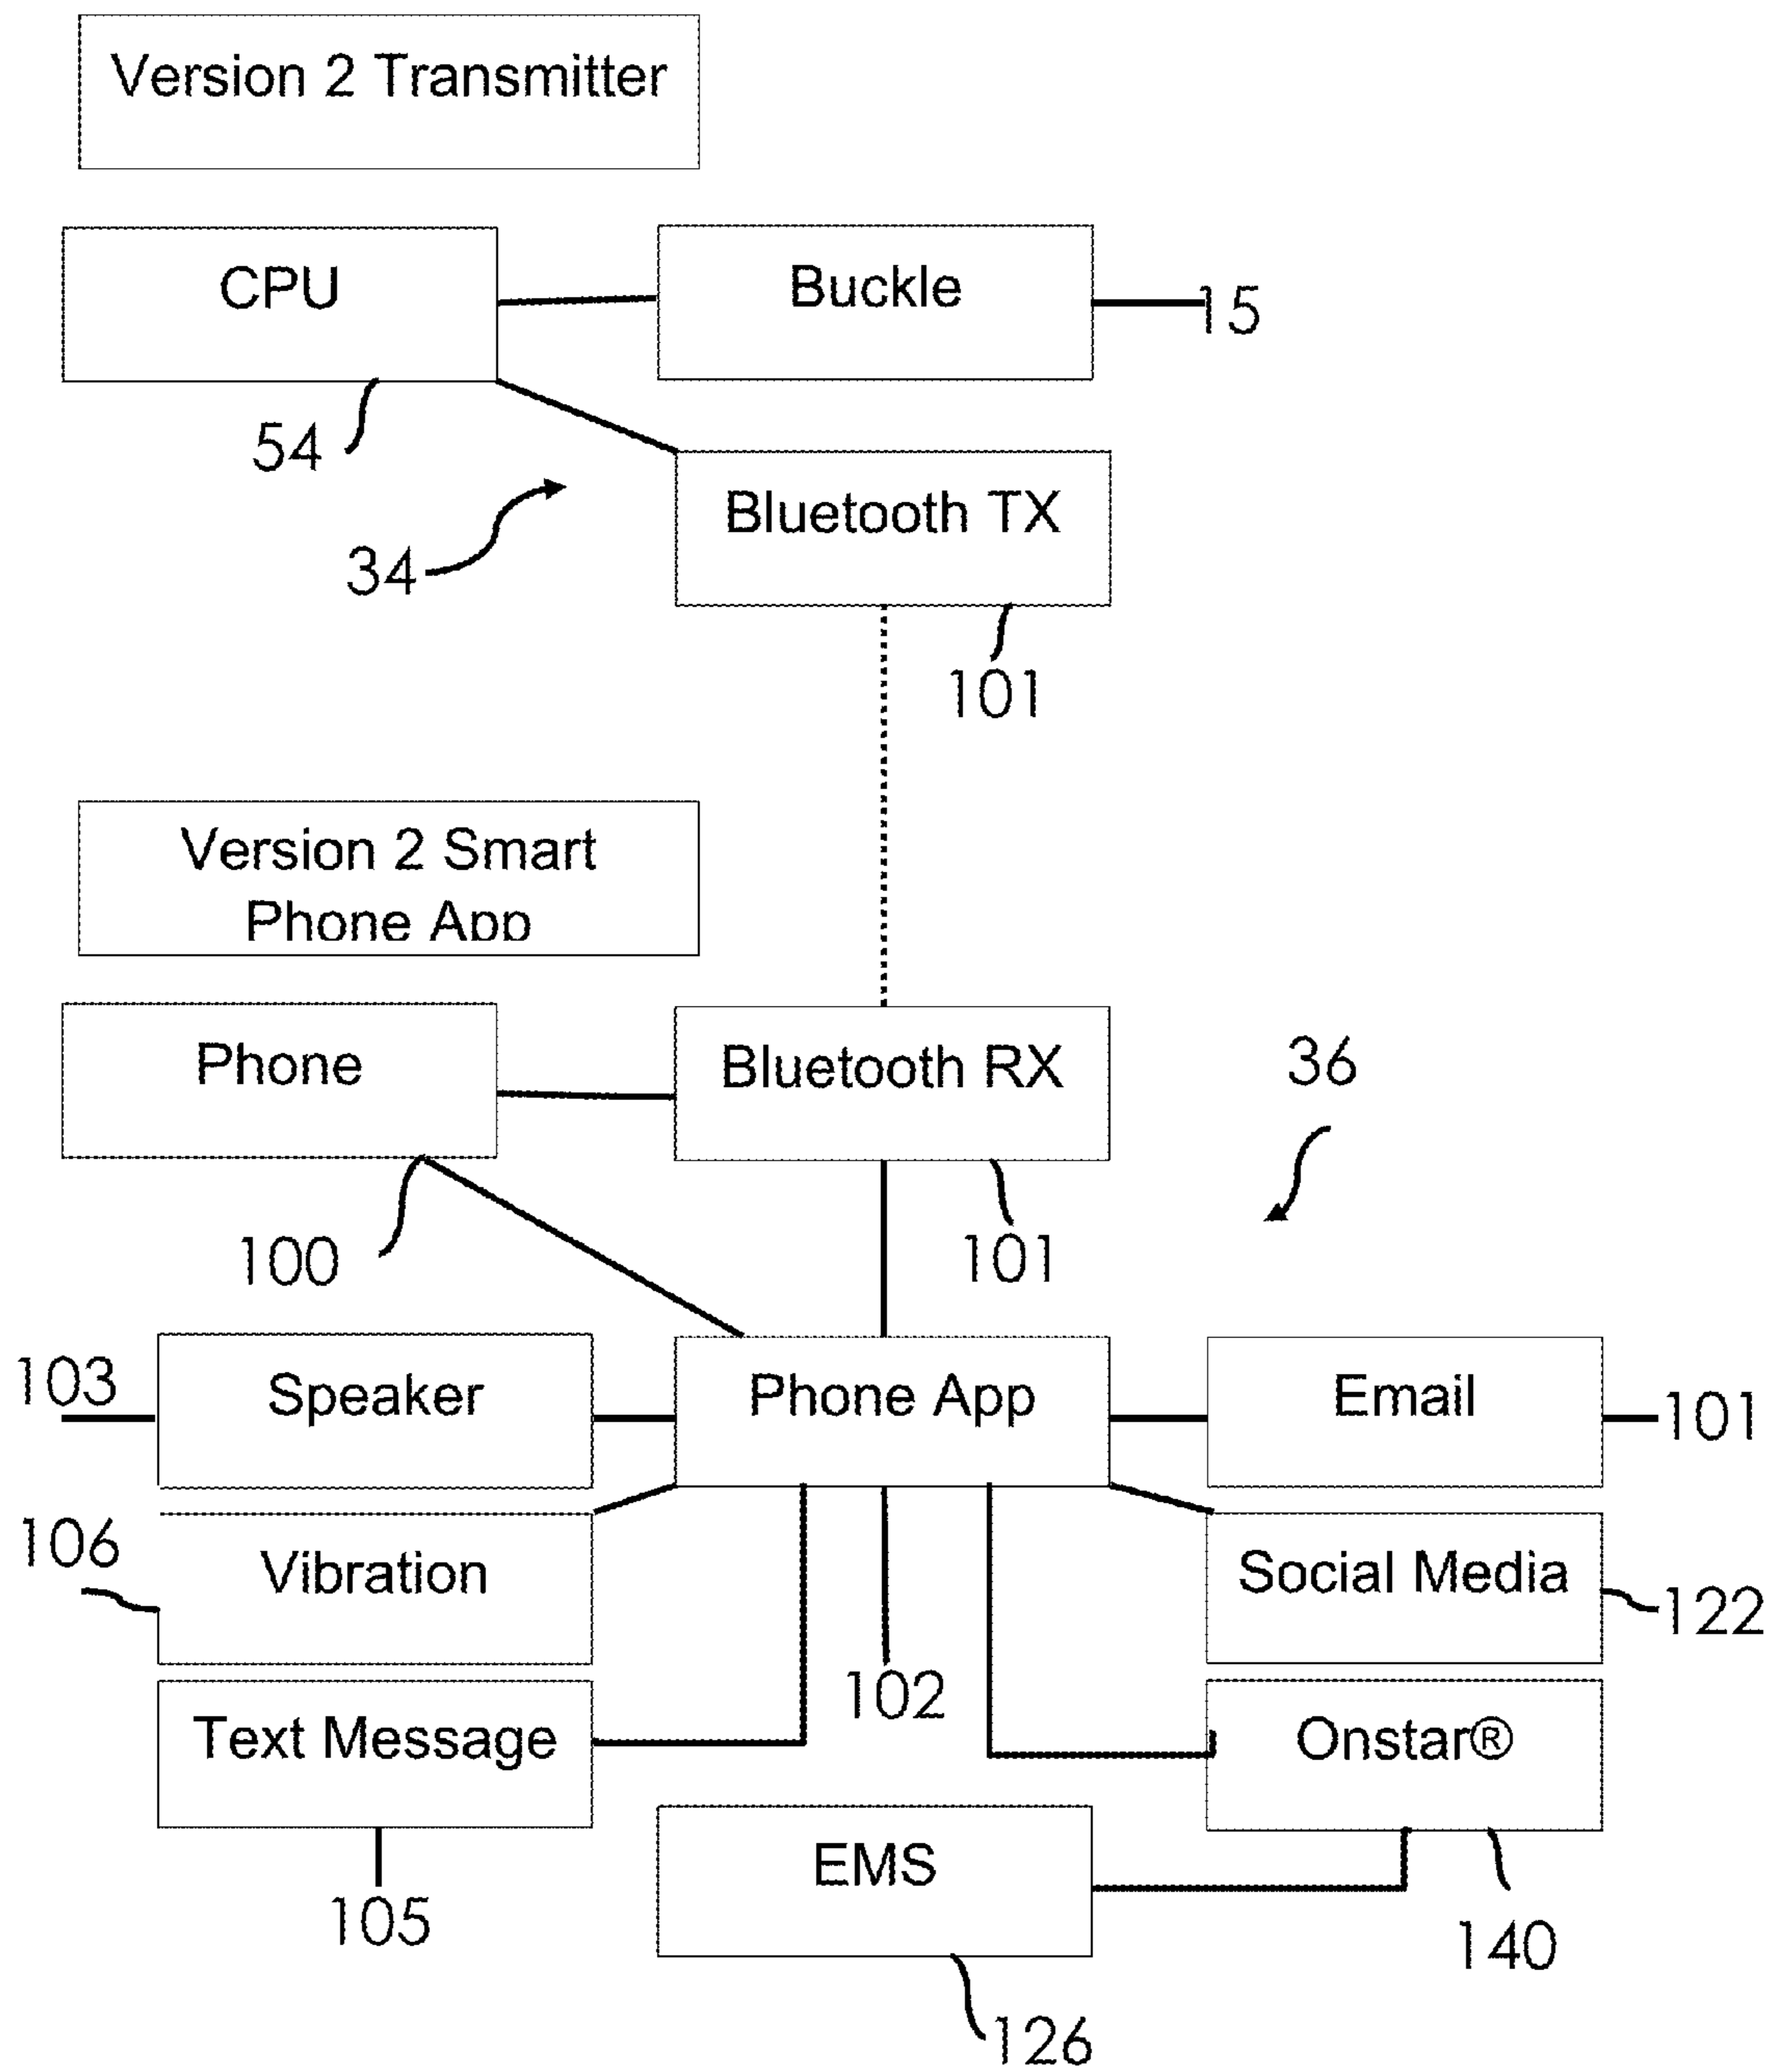 Version 2 Transmitter
CPU
Buckle
15
54
Bluetooth TX
34
101
Version 2 Smart
Phone App
Phone
Bluetooth RX
36
100
101
103
Speaker
Phone App
Email
101
106
Vibration
Social Media
122
102
Text Message
Onstar®
EMS
105
140
126